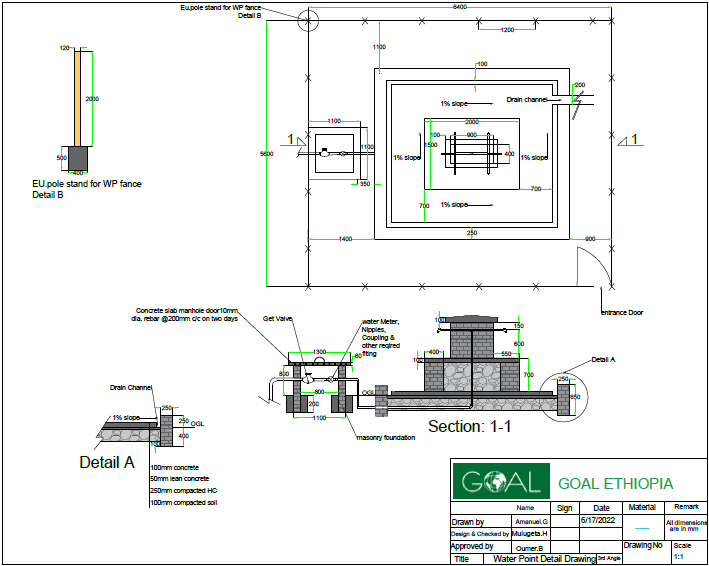 Eu.pole stand for WP fance
Detail B
6400
1200
120
2000
500
400
EU.pole stand for WP fance
Detail B
1100
100
200
1% slope
Drain channel
2000
1100
100
900
1
1
5600
1100
1500
400
1% slope
1% slope
350
700
700
1% slope
250
1400
900
entrance Door
Concrete slab manhole door10mm
dia. rebar @200mm c/c on two days
Get Valve
water Meter,
Nipples,
Coupling &
other reqired
fiting
1300
60
800
800
200
1100
masonry foundation
OGL
100
150
600
400
550
700
Detail A
250
650
Section: 1-1
Drain Channel
250
1% slope
250
OGL
400
Detail A
100mm concrete
50mm lean concrete
250mm compacted HC
100mm compacted soil
GOAL
GOAL ETHIOPIA
Name Sign Date Material Remark
Drawn by Amanuel.G 6/17/2022 ------- All dimensions
are in mm
Design & Checked by Mulugeta.H
Approved by Oumer.B Drawing No Scale
Title Water Point Detail Drawing 3rd Angle 1:1